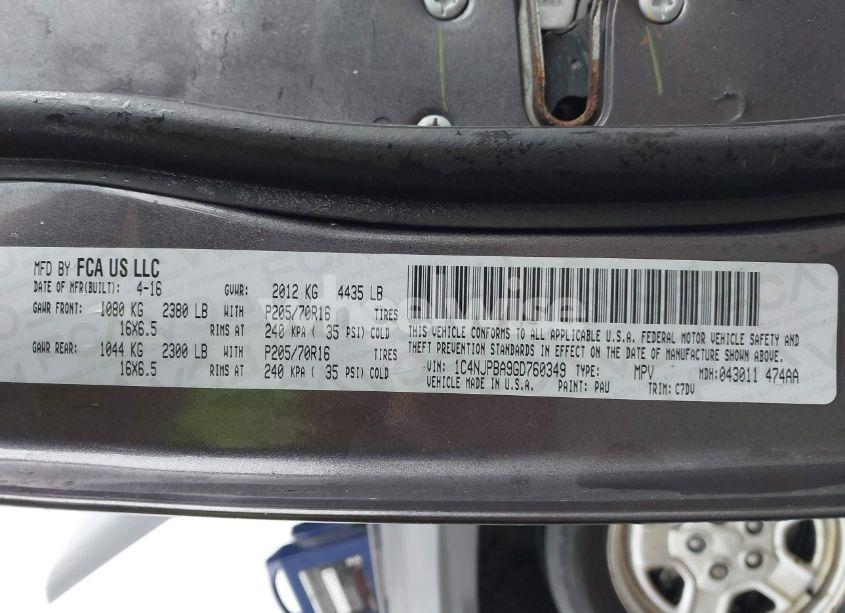 MFD BY FCA US LLC
DATE OF MFR(BUILT): 4-16 GVWR: 2012 KG 4435 LB
GAWR FRONT: 1080 KG 2380 LB WITH P205/70R16 TIRES
16X6.5 RIMS AT 240 KPA( 35 PSI) COLD
GAWR REAR: 1044 KG 2300 LB WITH P205/70R16 TIRES
16X6.5 RIMS AT 240 KPA( 35 PSI) COLD
THIS VEHICLE CONFORMS TO ALL APPLICABLE U.S.A. FEDERAL MOTOR VEHICLE SAFETY AND
THEFT PREVENTION STANDARDS IN EFFECT ON THE DATE OF MANUFACTURE SHOWN ABOVE.
VIN: 1C4NJPBA9GD760349 TYPE: MPV MDH: 043011 474AA
VEHICLE MADE IN U.S.A. PAINT: PAU TRIM: C7DV